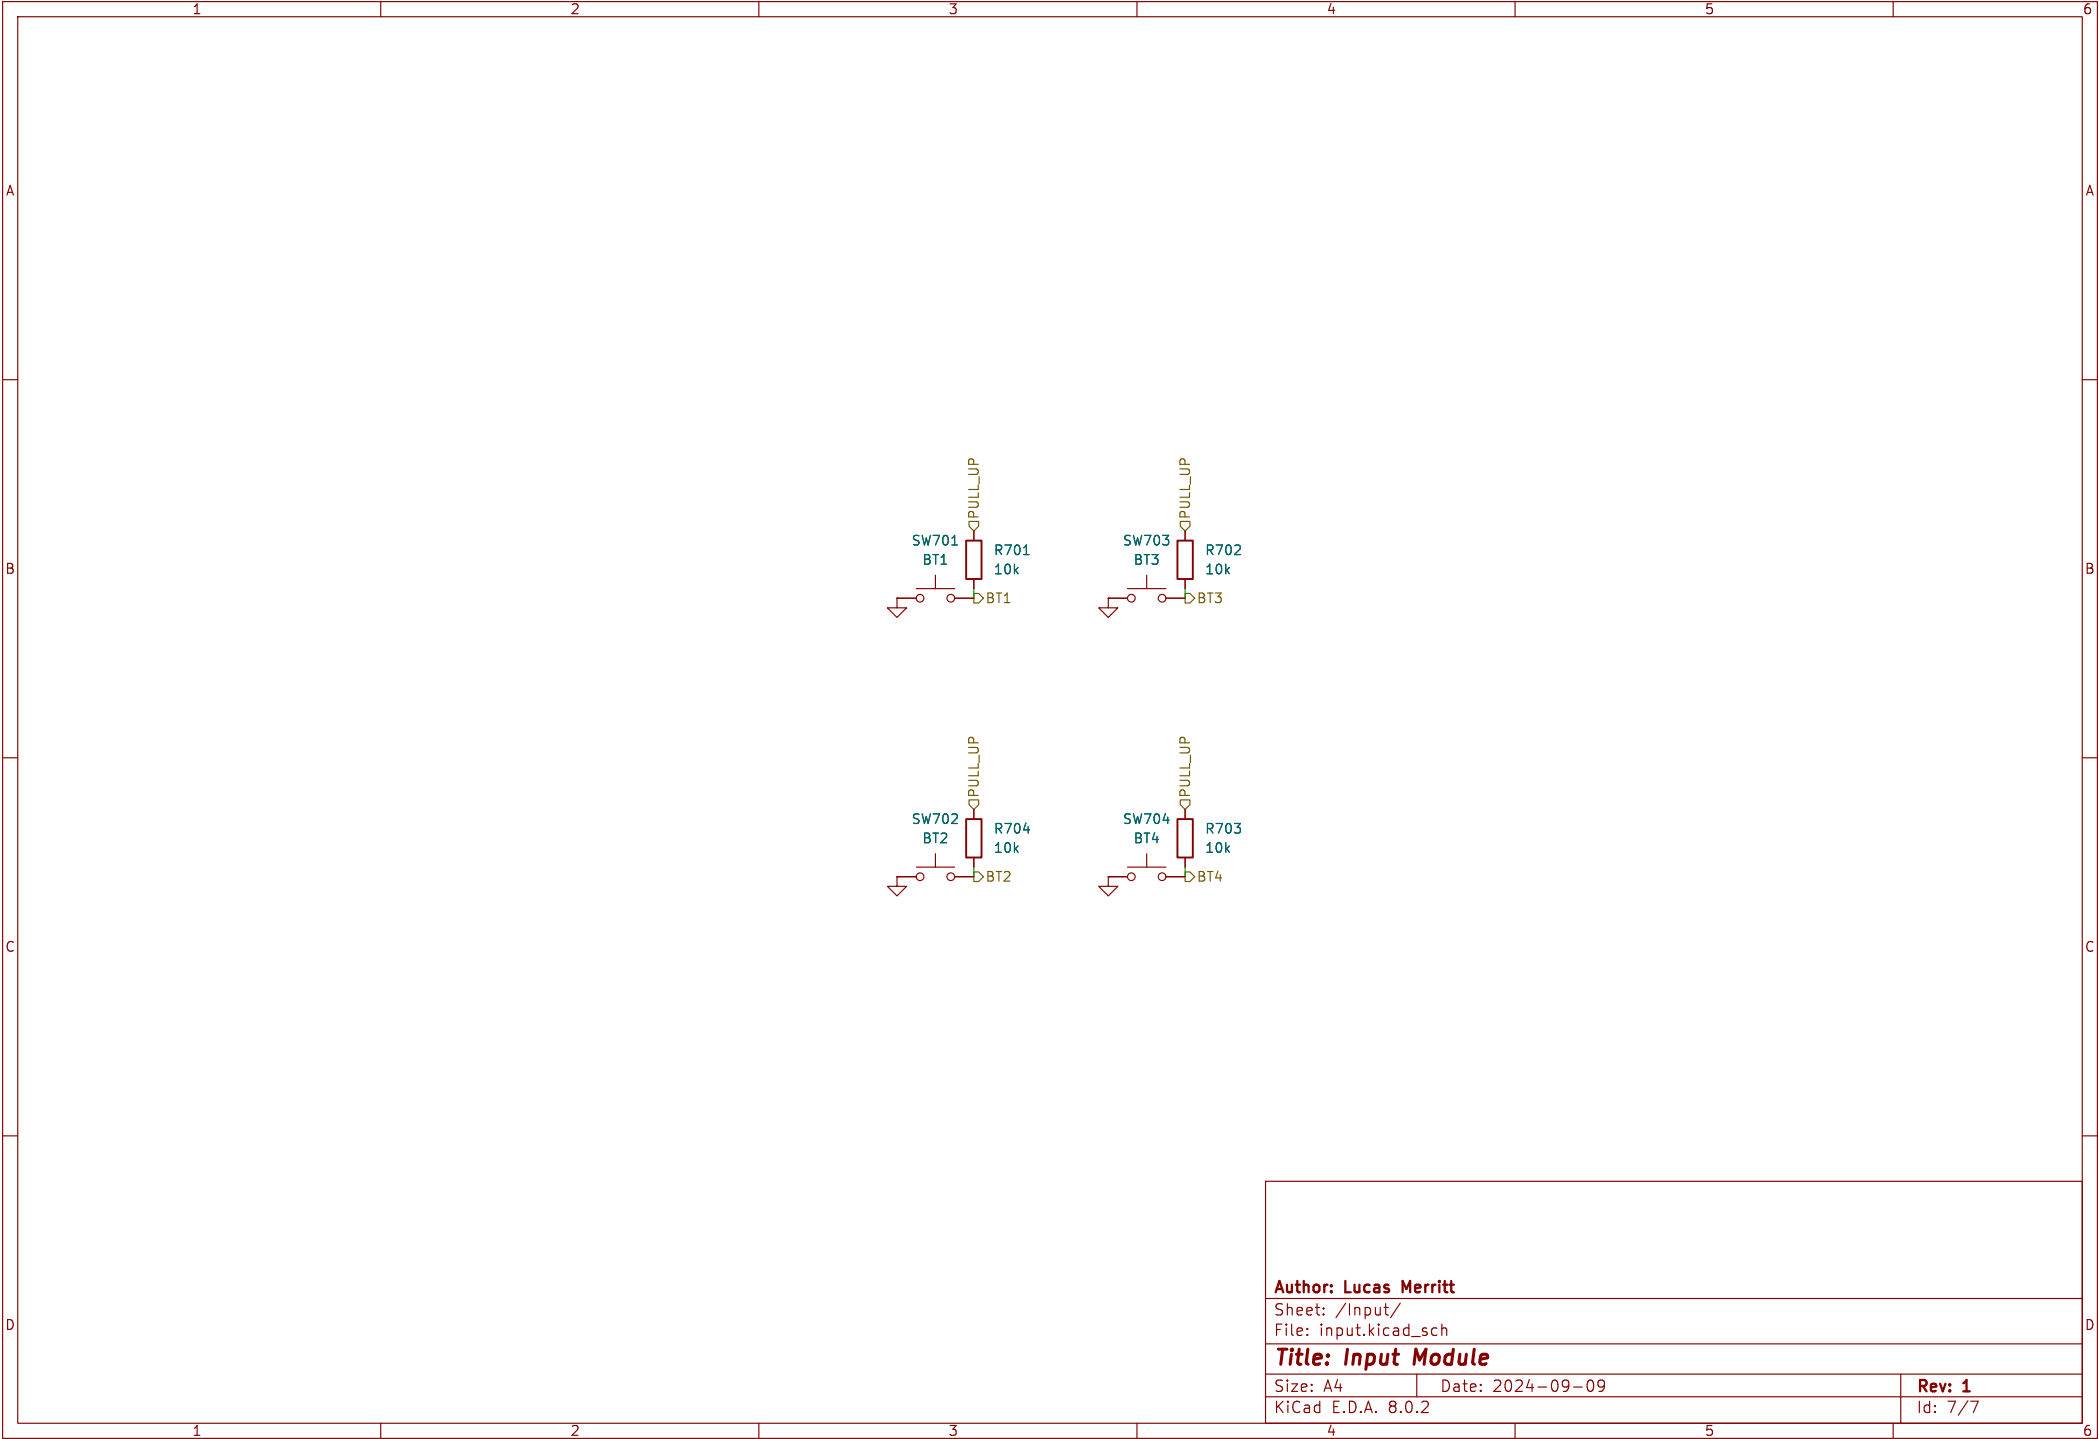 1 2 3 4 5 6
A A
PULL_UP PULL_UP
SW701 R701 SW703 R702
BT1 10k BT3 10k
B B
BT1 BT3
PULL_UP PULL_UP
SW702 R704 SW704 R703
BT2 10k BT4 10k
BT2 BT4
C C
Author: Lucas Merritt
Sheet: /Input/
D D
File: input.kicad_sch
Title: Input Module
Size: A4 Date: 2024-09-09 Rev: 1
KiCad E.D.A. 8.0.2 Id: 7/7
1 2 3 4 5 6